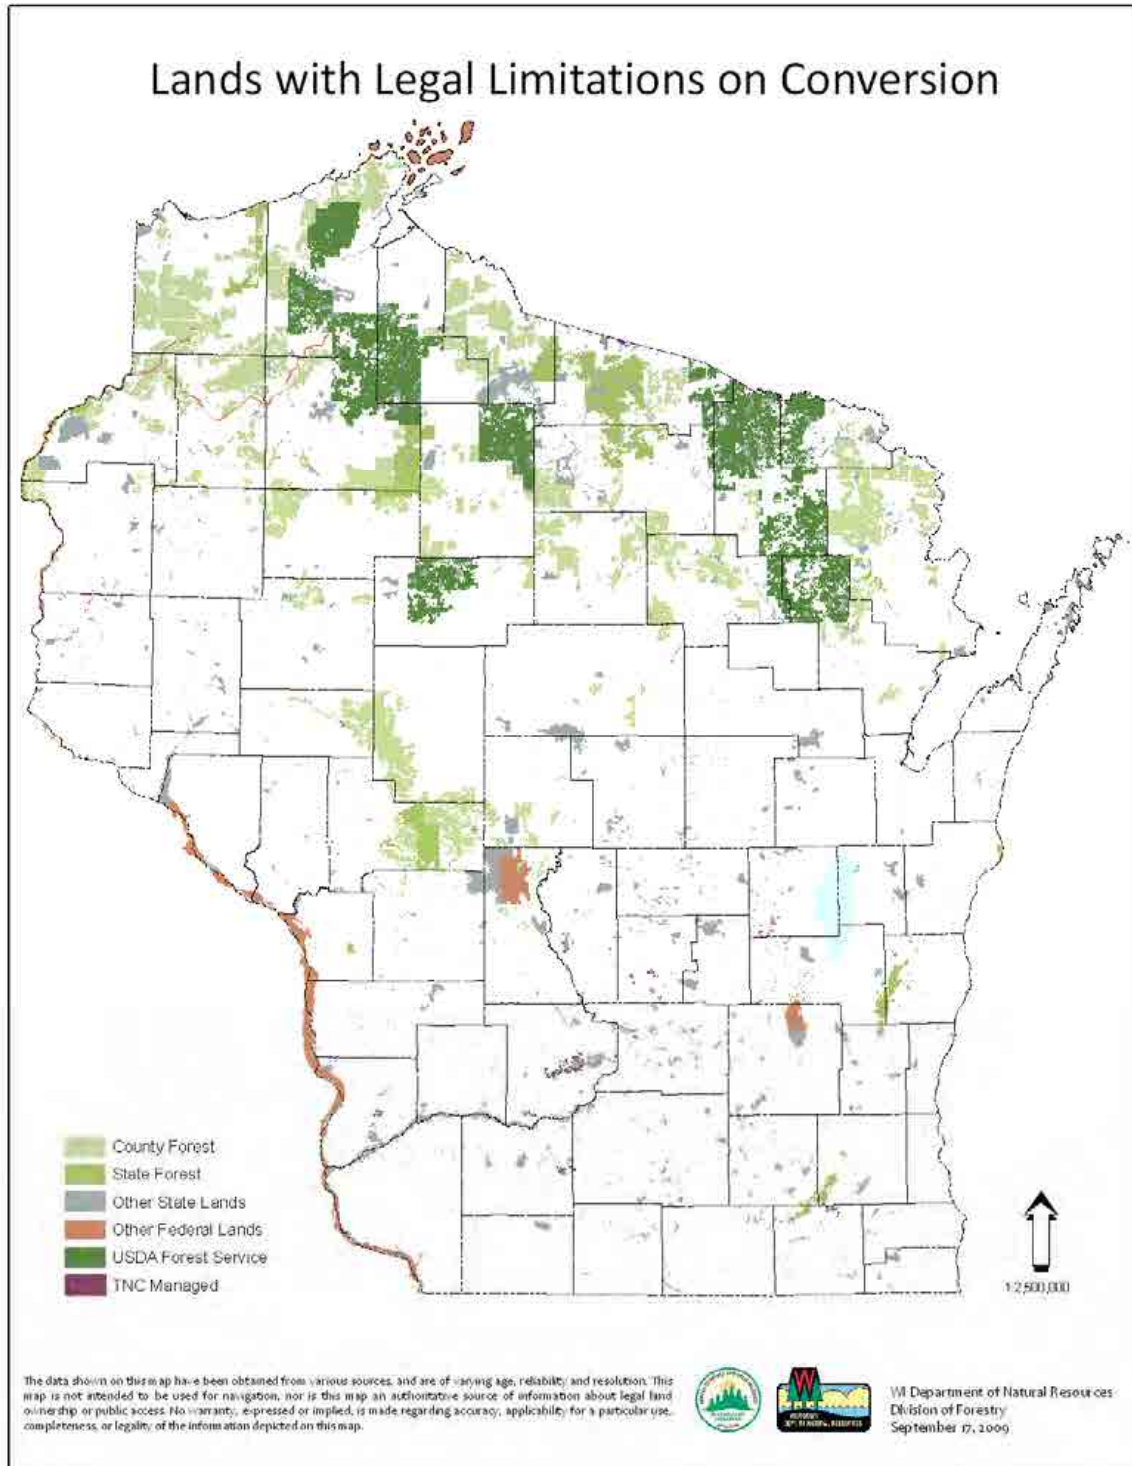 Lands with Legal Limitations on Conversion
County Forest
State Forest
Other State Lands
Other Federal Lands
USDA Forest Service
TNC Managed
1:2,500,000
The data shown on this map have been obtained from various sources, and are of varying age, reliability and resolution. This
map is not intended to be used for navigation, nor is this map an authoritative source of information about legal land
ownership or public access. No warranty, expressed or implied, is made regarding accuracy, applicability for a particular use,
completeness, or legality of the information depicted on this map.
WI Department of Natural Resources
Division of Forestry
September 17, 2009